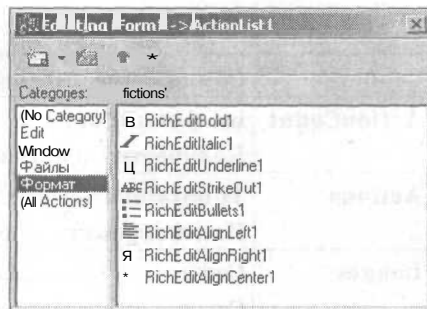 Editing Form1 -> ActionList1
Categories:
fictions'
(No Category)
Edit
Window
Файлы
Формат
(All Actions)
B RichEditBold1
RichEditItalic1
Ц RichEditUnderline1
ABC RichEditStrikeOut1
RichEditBullets1
RichEditAlignLeft1
Я RichEditAlignRight1
* RichEditAlignCenter1